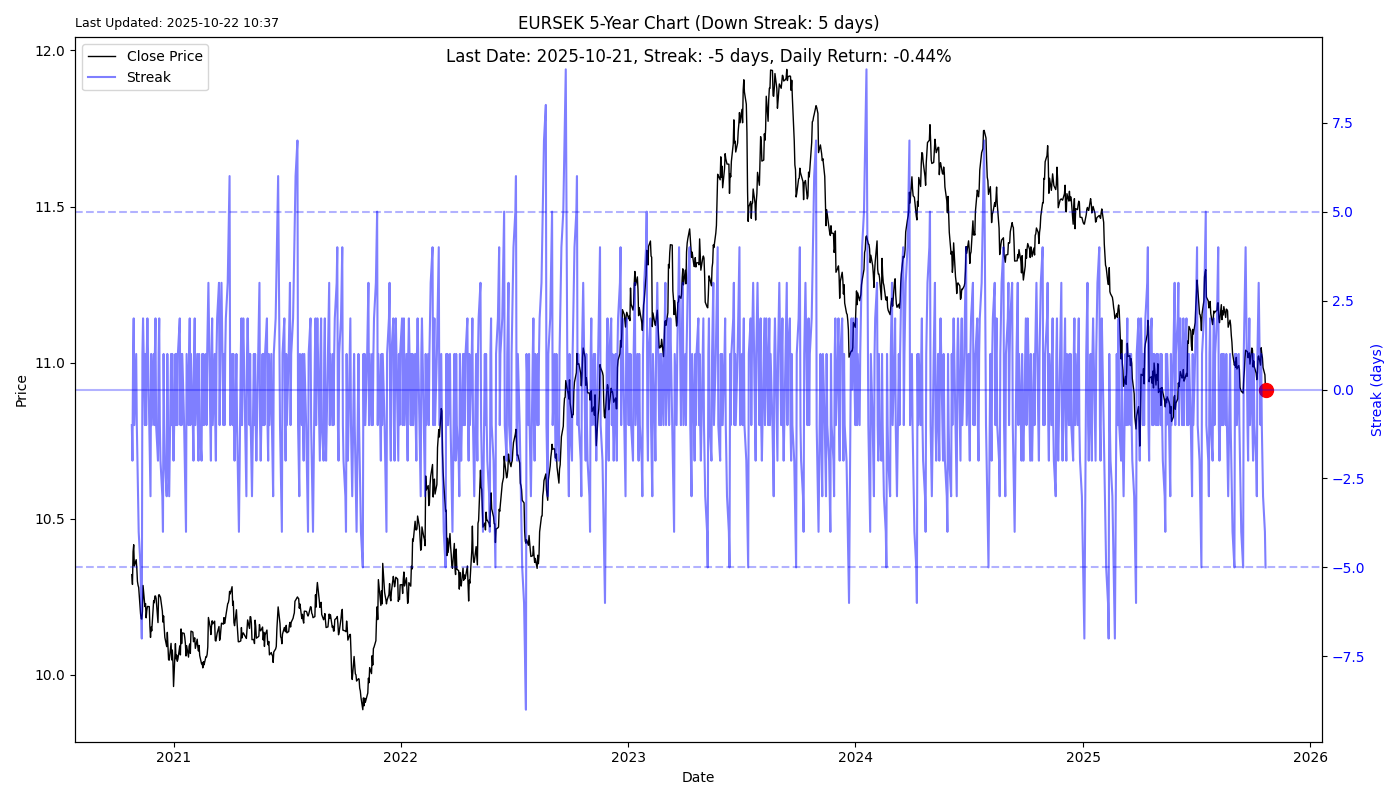 Last Updated: 2025-10-22 10:37
EURSEK 5-Year Chart (Down Streak: 5 days)
Last Date: 2025-10-21, Streak: -5 days, Daily Return: -0.44%
Close Price
Streak
12.0
11.5
11.0
10.5
10.0
Price
7.5
5.0
2.5
0.0
−2.5
−5.0
−7.5
Streak (days)
2021
2022
2023
2024
2025
2026
Date